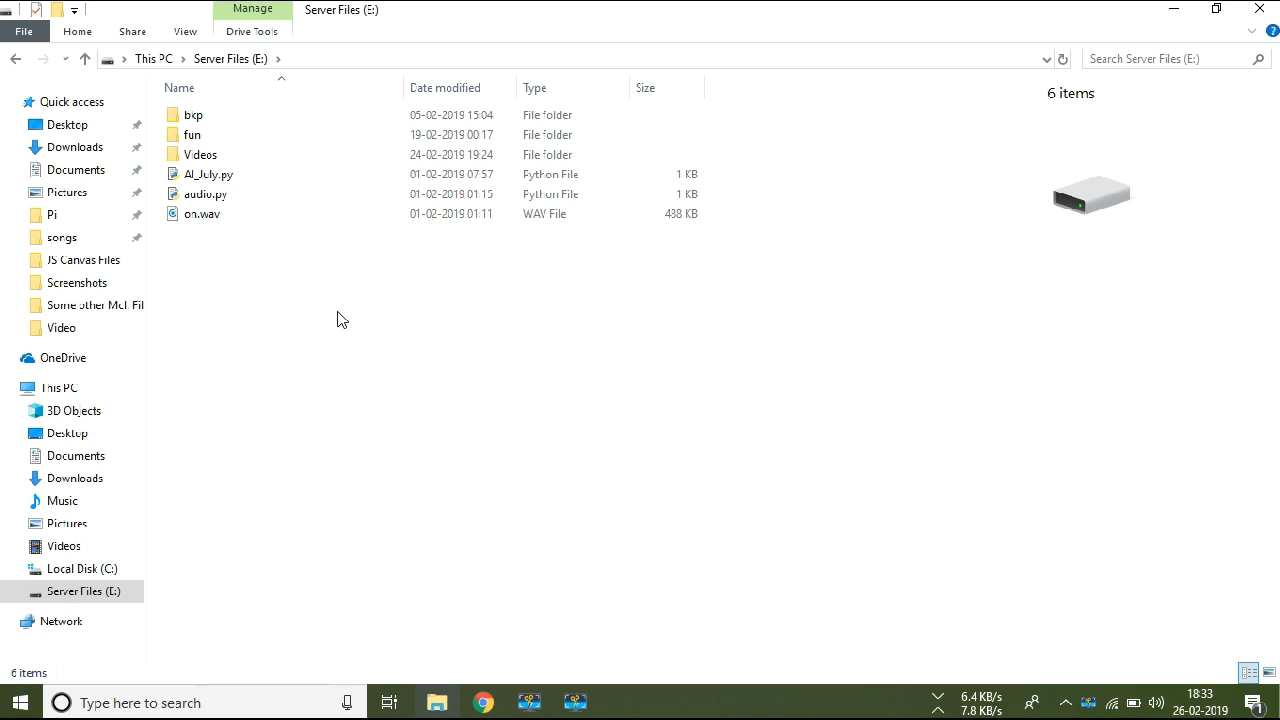 Manage
Server Files (E:)
File
Home
Share
View
Drive Tools
This PC
Server Files (E:)
Search Server Files (E:)
Name
Date modified
Type
Size
bkp
05-02-2019 15:04
File folder
fun
19-02-2019 00:17
File folder
Videos
24-02-2019 19:24
File folder
AI_July.py
01-02-2019 07:57
Python File
1 KB
audio.py
01-02-2019 01:15
Python File
1 KB
on.wav
01-02-2019 01:11
WAV File
438 KB
6 items
Quick access
Desktop
Downloads
Documents
Pictures
Pi
songs
JS Canvas Files
Screenshots
Some other McL Fil
Video
OneDrive
This PC
3D Objects
Desktop
Documents
Downloads
Music
Pictures
Videos
Local Disk (C:)
Server Files (E:)
Network
6 items
Type here to search
6.4 KB/s
7.8 KB/s
18:33
26-02-2019
1